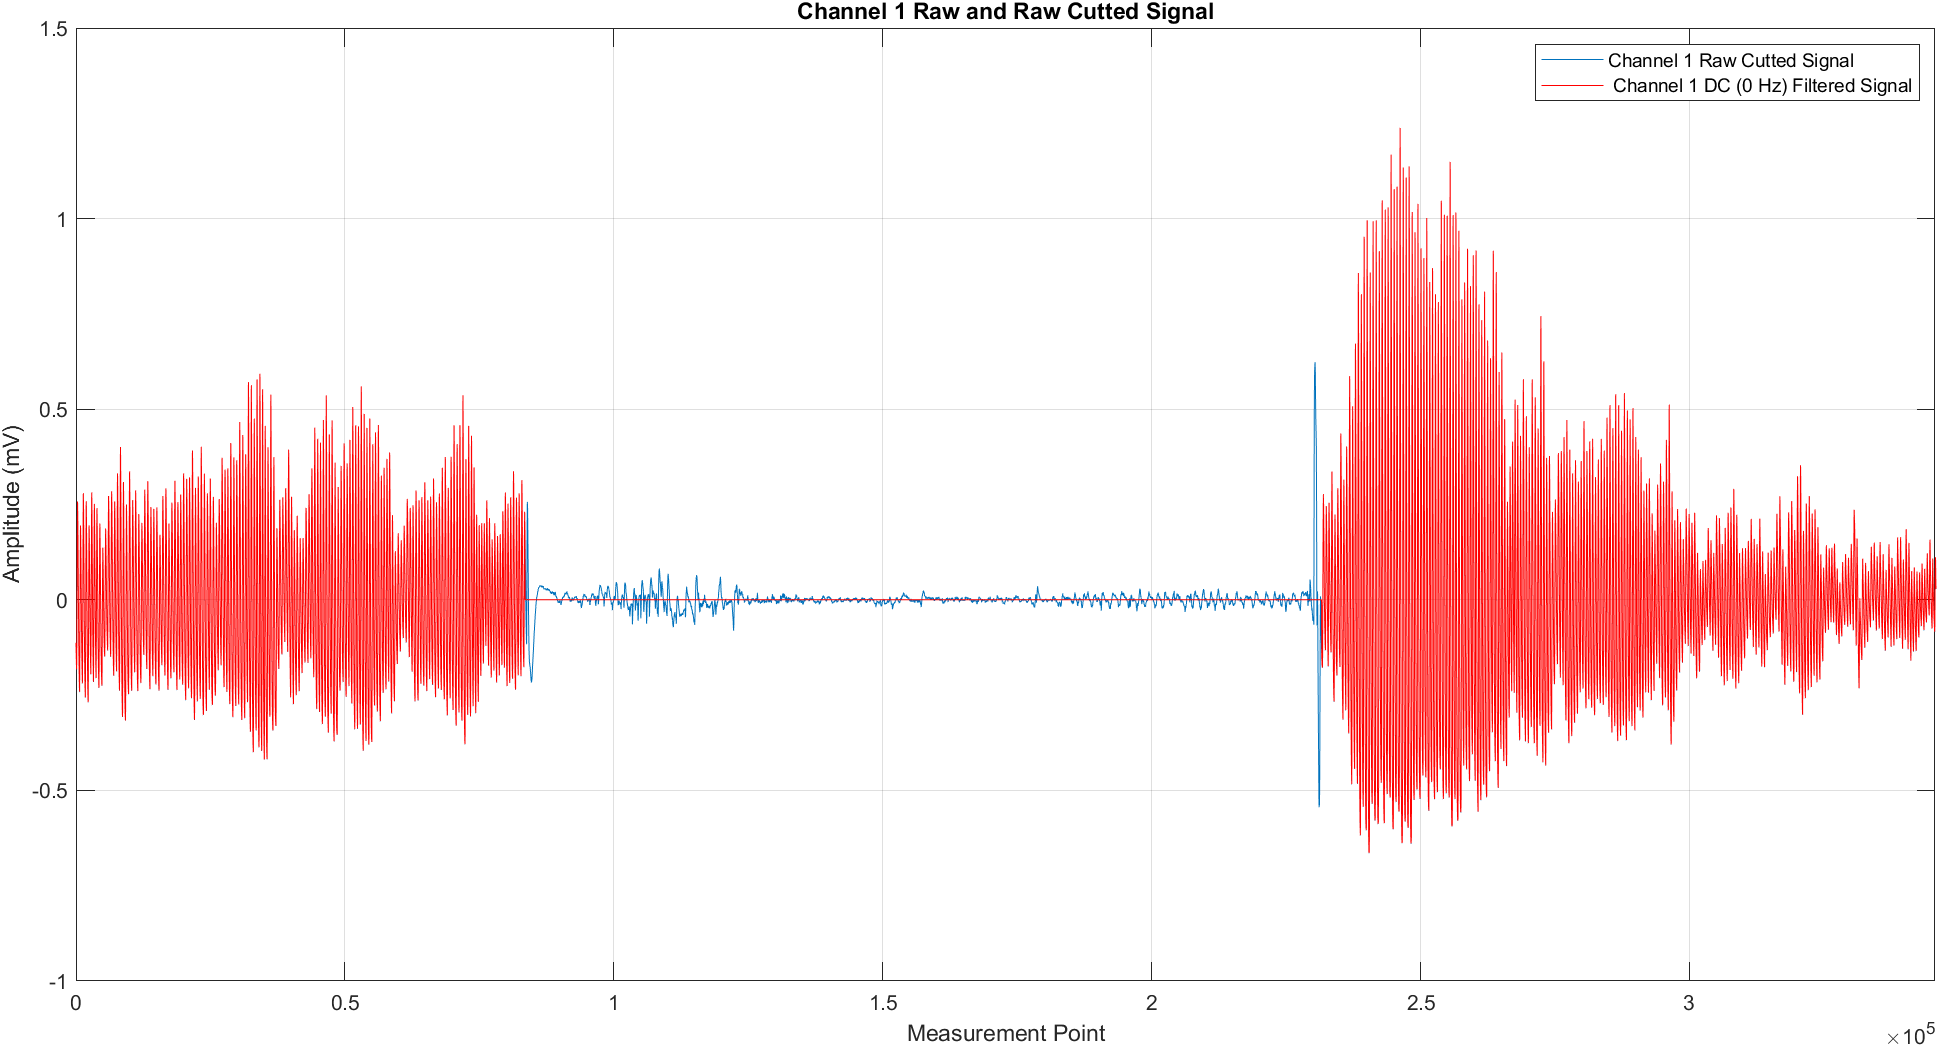 Channel 1 Raw and Raw Cutted Signal
1.5
1
0.5
0
-0.5
-1
Amplitude (mV)
Channel 1 Raw Cutted Signal
Channel 1 DC (0 Hz) Filtered Signal
0
0.5
1
1.5
2
2.5
3
×10⁵
Measurement Point